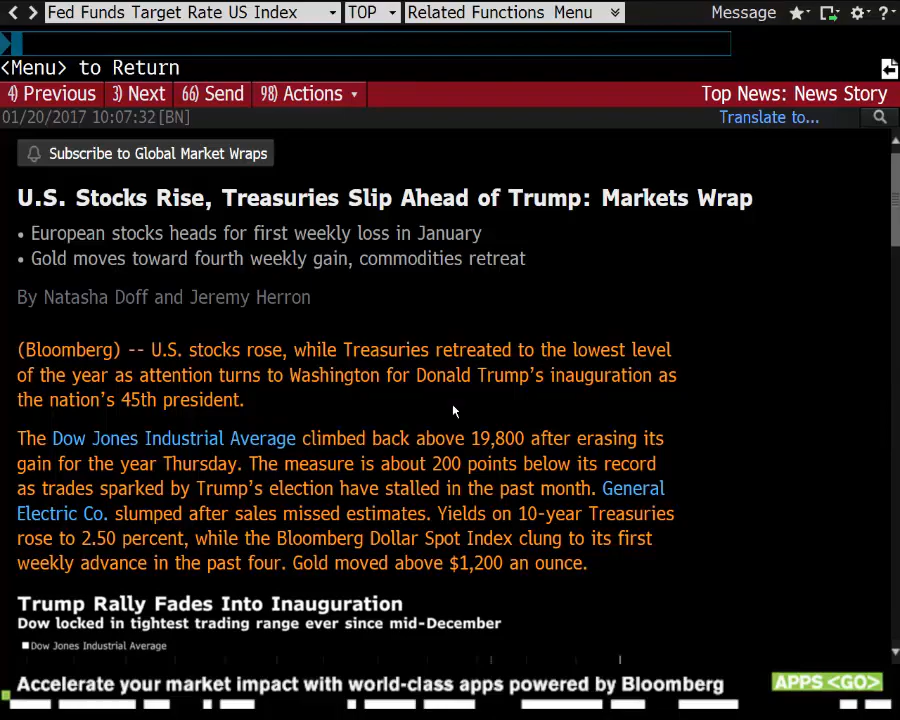 Fed Funds Target Rate US Index TOP Related Functions Menu Message ?
<Menu> to Return
4) Previous 3) Next 66) Send 98) Actions Top News: News Story
01/20/2017 10:07:32 [BN] Translate to...
Subscribe to Global Market Wraps
U.S. Stocks Rise, Treasuries Slip Ahead of Trump: Markets Wrap
• European stocks heads for first weekly loss in January
• Gold moves toward fourth weekly gain, commodities retreat
By Natasha Doff and Jeremy Herron
(Bloomberg) -- U.S. stocks rose, while Treasuries retreated to the lowest level
of the year as attention turns to Washington for Donald Trump's inauguration as
the nation's 45th president.
The Dow Jones Industrial Average climbed back above 19,800 after erasing its
gain for the year Thursday. The measure is about 200 points below its record
as trades sparked by Trump's election have stalled in the past month. General
Electric Co. slumped after sales missed estimates. Yields on 10-year Treasuries
rose to 2.50 percent, while the Bloomberg Dollar Spot Index clung to its first
weekly advance in the past four. Gold moved above $1,200 an ounce.
Trump Rally Fades Into Inauguration
Dow locked in tightest trading range ever since mid-December
Dow Jones Industrial Average
Accelerate your market impact with world-class apps powered by Bloomberg APPS <GO>